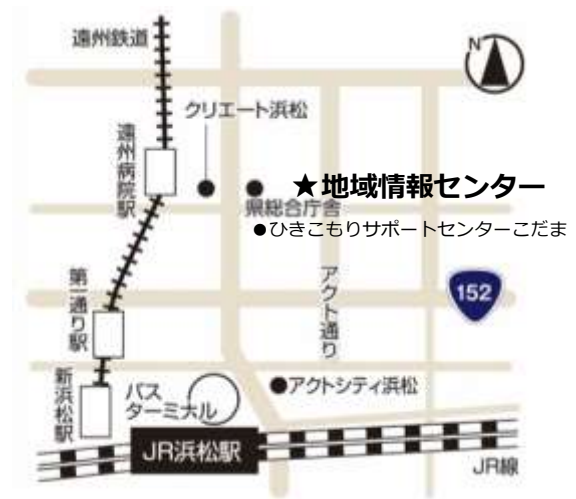 遠州鉄道
N
クリエート浜松
遠州病院駅
★地域情報センター
県総合庁舎
●ひきこもりサポートセンターこだま
第一通り駅
アクト通り
152
新浜松駅
バス
ターミナル
●アクトシティ浜松
JR浜松駅
JR線